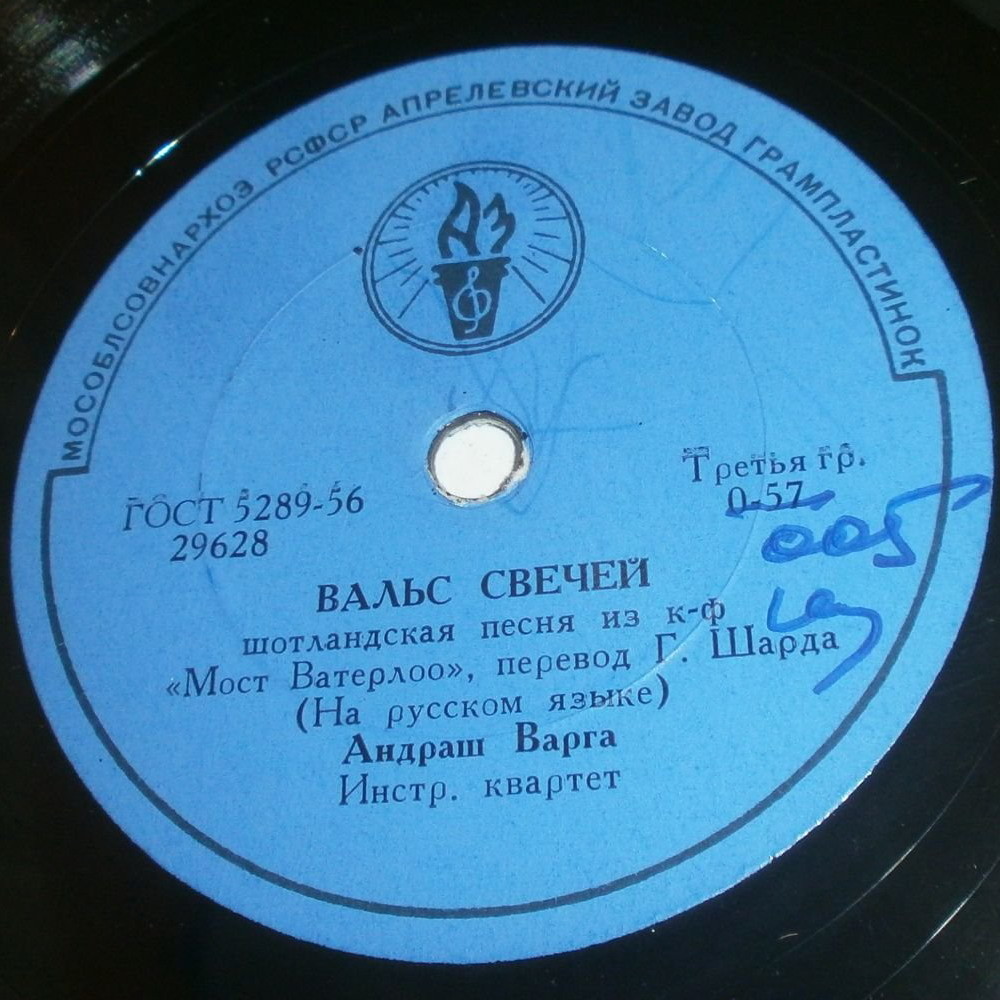 МОСОБЛСОВНАРХОЗ РСФСР АПРЕЛЕВСКИЙ ЗАВОД ГРАМПЛАСТИНОК
АЗ
ГОСТ 5289-56
29628
Третья гр.
0-57
005
ВАЛЬС СВЕЧЕЙ
шотландская песня из к-ф
«Мост Ватерлоо», перевод Г. Шарда
(На русском языке)
Андраш Варга
Инстр. квартет